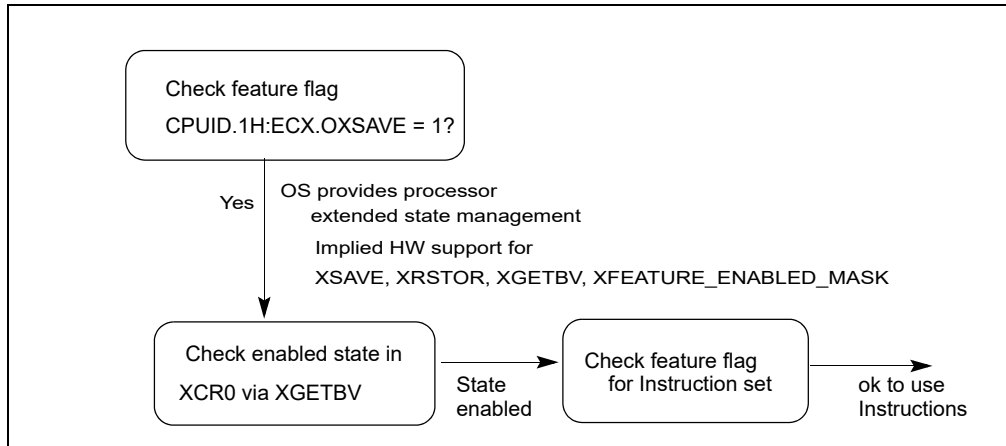 Check feature flag
CPUID.1H:ECX.OXSAVE = 1?
Yes
OS provides processor
extended state management
Implied HW support for
XSAVE, XRSTOR, XGETBV, XFEATURE_ENABLED_MASK
Check enabled state in
XCR0 via XGETBV
State
enabled
Check feature flag
for Instruction set
ok to use
Instructions